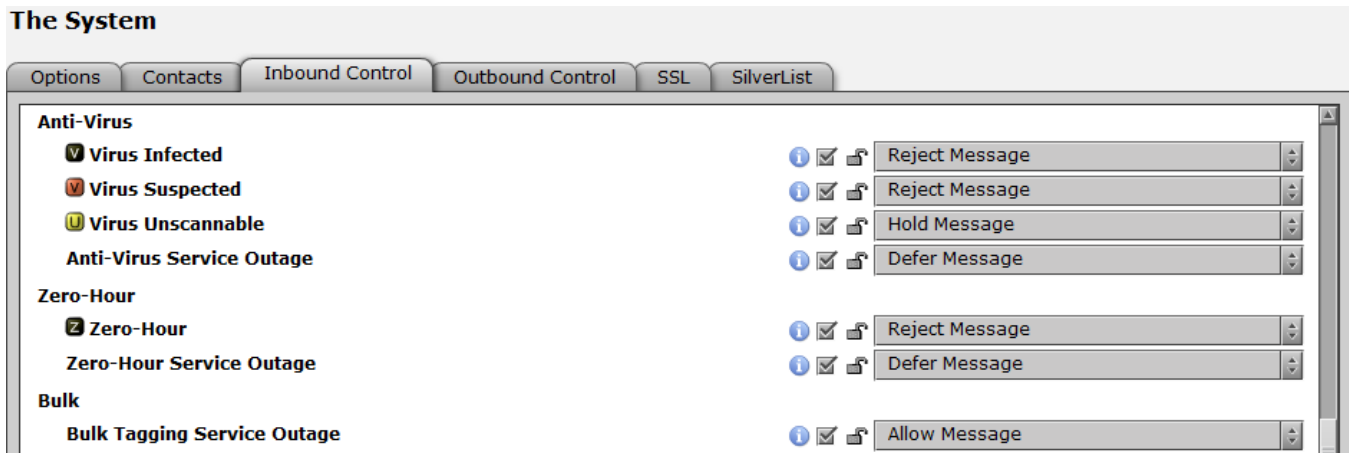 The System
Options Contacts Inbound Control Outbound Control SSL SilverList
Anti-Virus
V Virus Infected i Reject Message
V Virus Suspected i Reject Message
U Virus Unscannable i Hold Message
Anti-Virus Service Outage i Defer Message
Zero-Hour
Z Zero-Hour i Reject Message
Zero-Hour Service Outage i Defer Message
Bulk
Bulk Tagging Service Outage i Allow Message